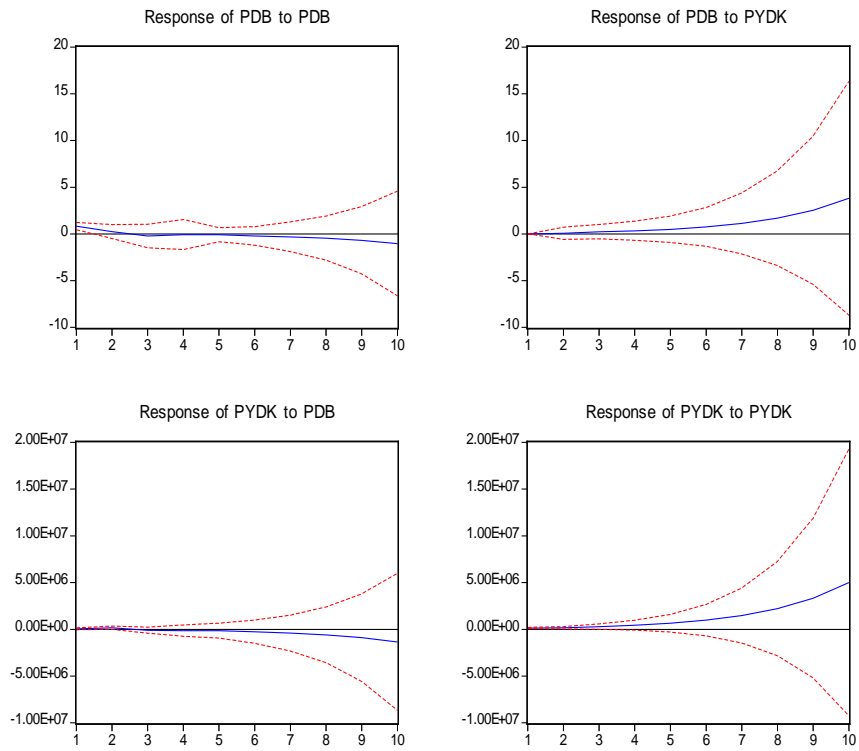 Response of PDB to PDB
20
15
10
5
0
-5
-10
1 2 3 4 5 6 7 8 9 10
Response of PDB to PYDK
20
15
10
5
0
-5
-10
1 2 3 4 5 6 7 8 9 10
Response of PYDK to PDB
2.00E+07
1.50E+07
1.00E+07
5.00E+06
0.00E+00
-5.00E+06
-1.00E+07
1 2 3 4 5 6 7 8 9 10
Response of PYDK to PYDK
2.00E+07
1.50E+07
1.00E+07
5.00E+06
0.00E+00
-5.00E+06
-1.00E+07
1 2 3 4 5 6 7 8 9 10